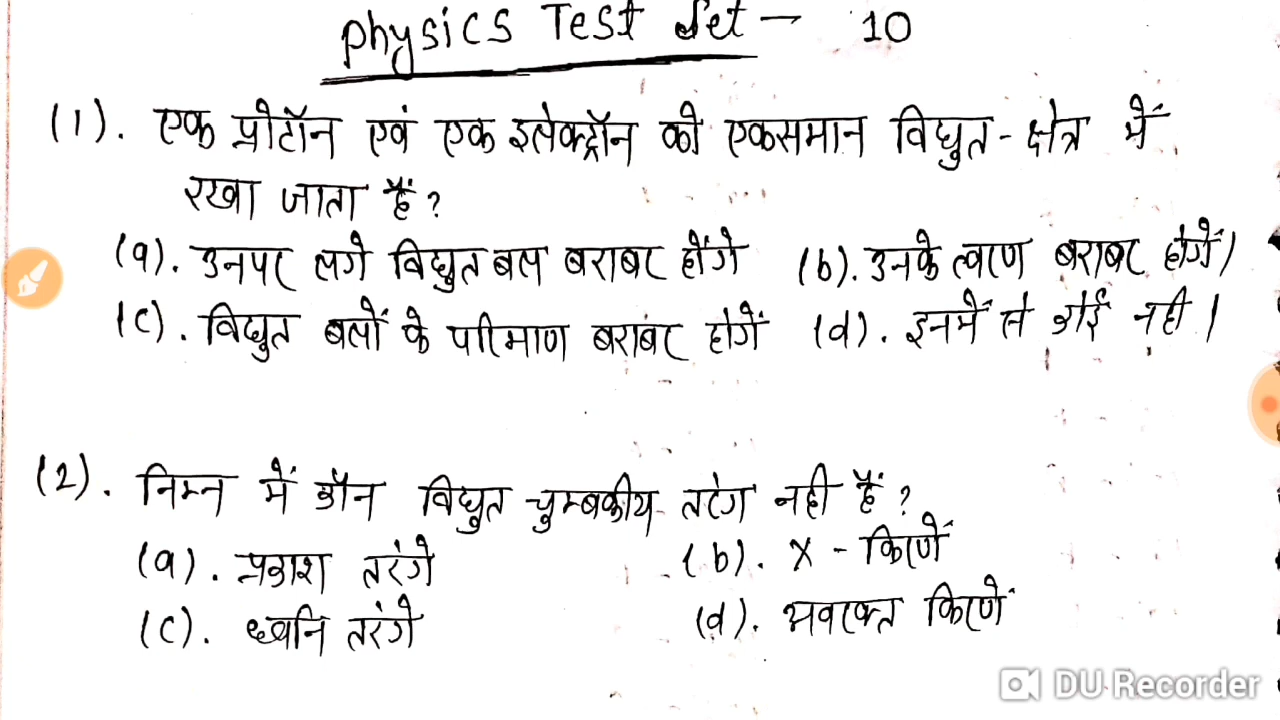 Physics Test Set — 10
(1). एक प्रोटॉन एवं एक इलेक्ट्रॉन को एकसमान विद्युत - क्षेत्र में
रखा जाता हैं ?
(a). उनपर लगे विद्युत बल बराबर होंगे (b). उनके त्वरण बराबर होगें।
(c). विद्युत बलों के परिमाण बराबर होगें (d). इनमें से कोई नही।
(2). निम्न में कौन विद्युत चुम्बकीय तरंग नही हैं ?
(a). प्रकाश तरंगे (b). X - किरणें
(c). ध्वनि तरंगे (d). अवरक्त किरणे
DU Recorder